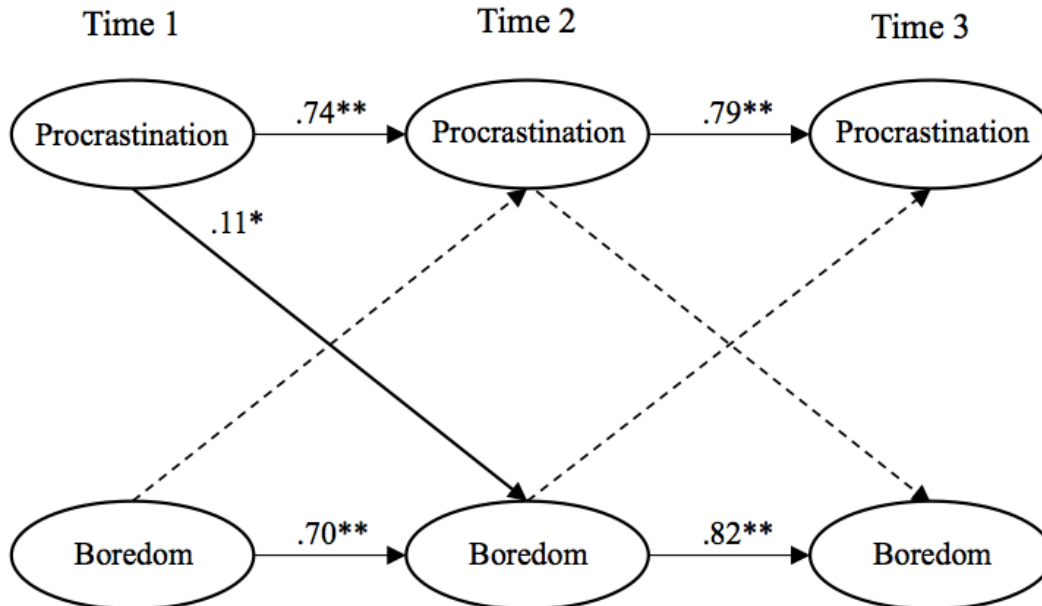 Time 1 Time 2 Time 3
Procrastination .74** Procrastination .79** Procrastination
.11*
Boredom .70** Boredom .82** Boredom